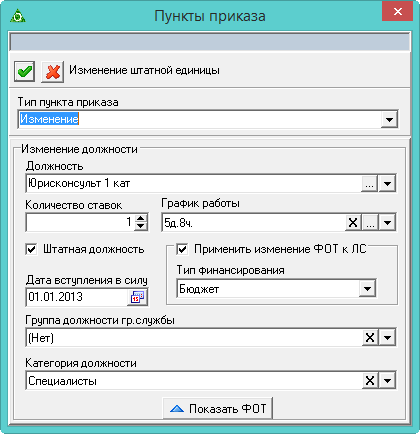 Пункты приказа
Изменение штатной единицы
Тип пункта приказа
Изменение
Изменение должности
Должность
Юрисконсульт 1 кат
Количество ставок
График работы
1
5д.8ч.
Штатная должность
Применить изменение ФОТ к ЛС
Дата вступления в силу
Тип финансирования
01.01.2013
Бюджет
Группа должности гр.службы
(Нет)
Категория должности
Специалисты
Показать ФОТ